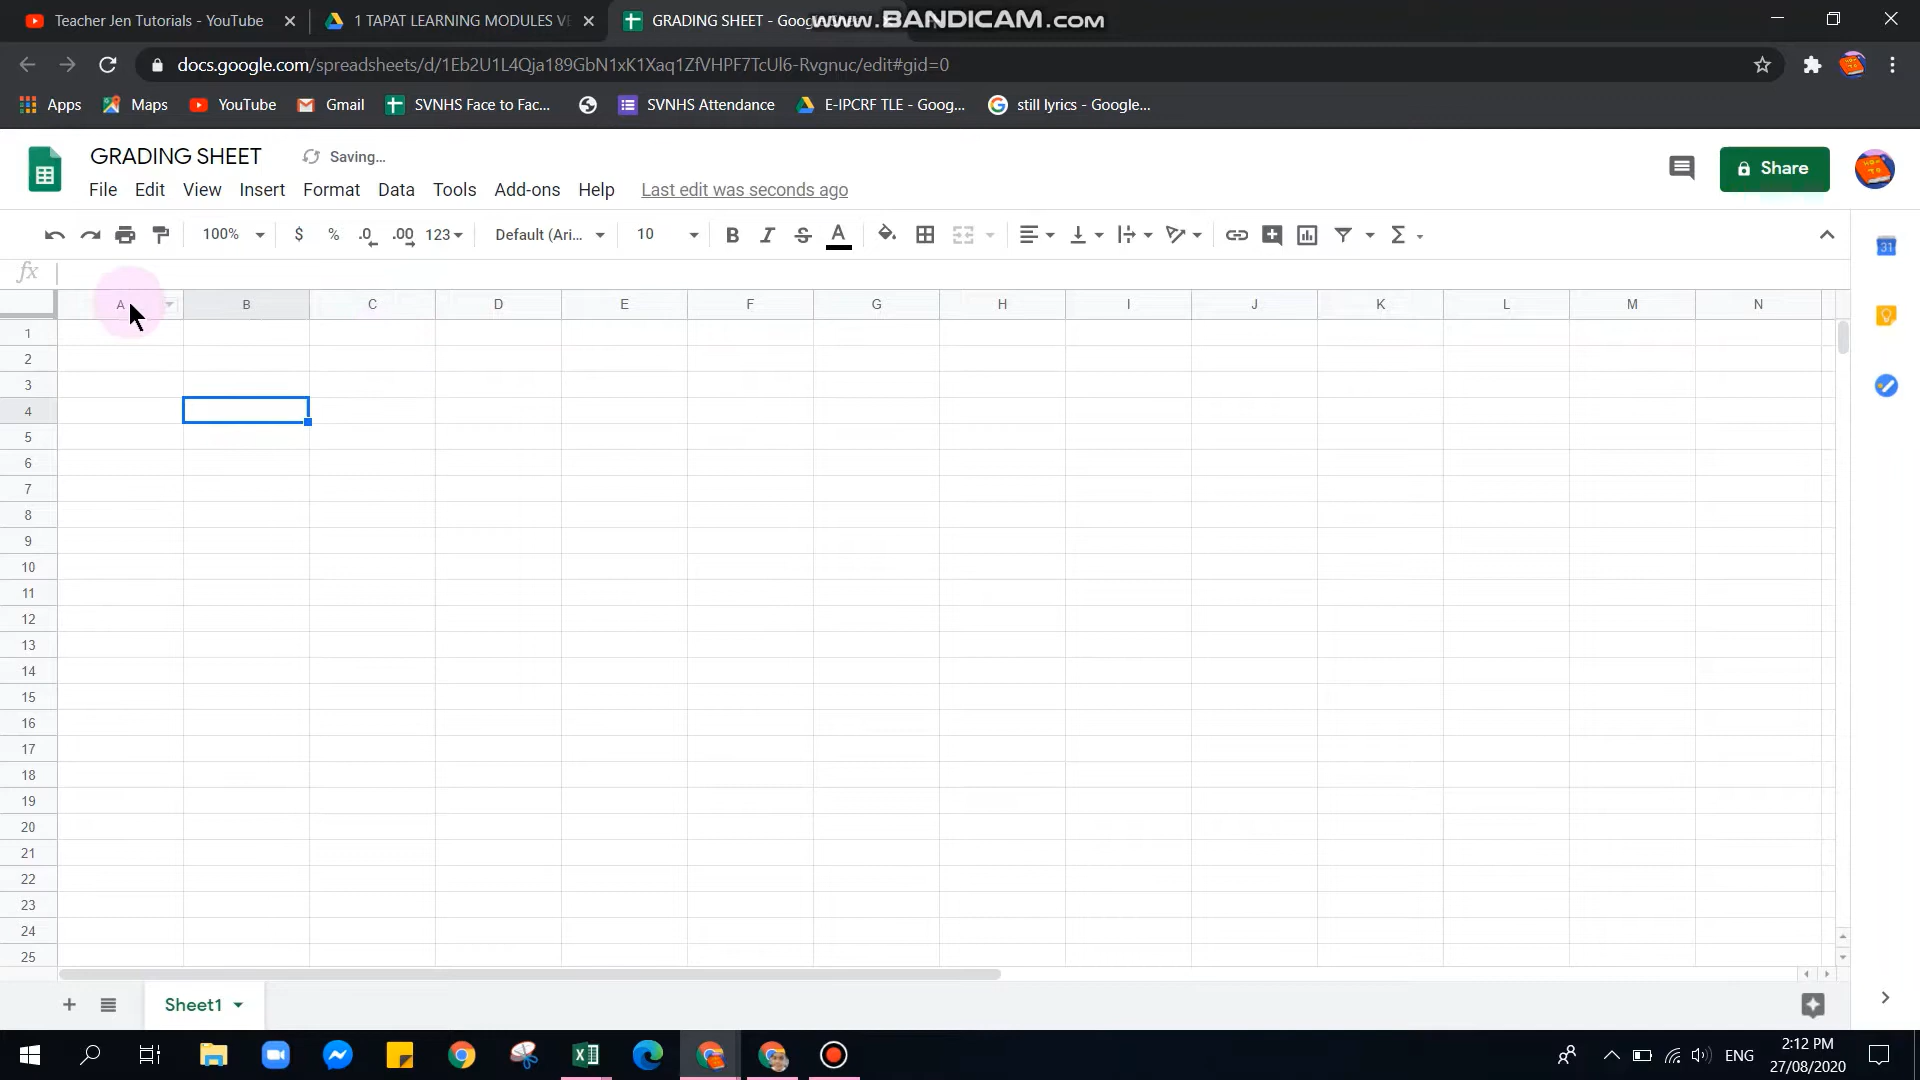 Teacher Jen Tutorials - YouTube
1 TAPAT LEARNING MODULES VE
GRADING SHEET - Goog
www.BANDICAM.COM
docs.google.com/spreadsheets/d/1Eb2U1L4Qja189GbN1xK1Xaq1ZfVHPF7TcUl6-Rvgnuc/edit#gid=0
Apps Maps YouTube Gmail SVNHS Face to Fac... SVNHS Attendance E-IPCRF TLE - Goog... still lyrics - Google...
GRADING SHEET Saving...
File Edit View Insert Format Data Tools Add-ons Help Last edit was seconds ago
Share
100% $ % .0 .00 123 Default (Ari... 10 B I S A Σ
31
fx
A B C D E F G H I J K L M N
1
2
3
4
5
6
7
8
9
10
11
12
13
14
15
16
17
18
19
20
21
22
23
24
25
Sheet1
ENG
2:12 PM
27/08/2020